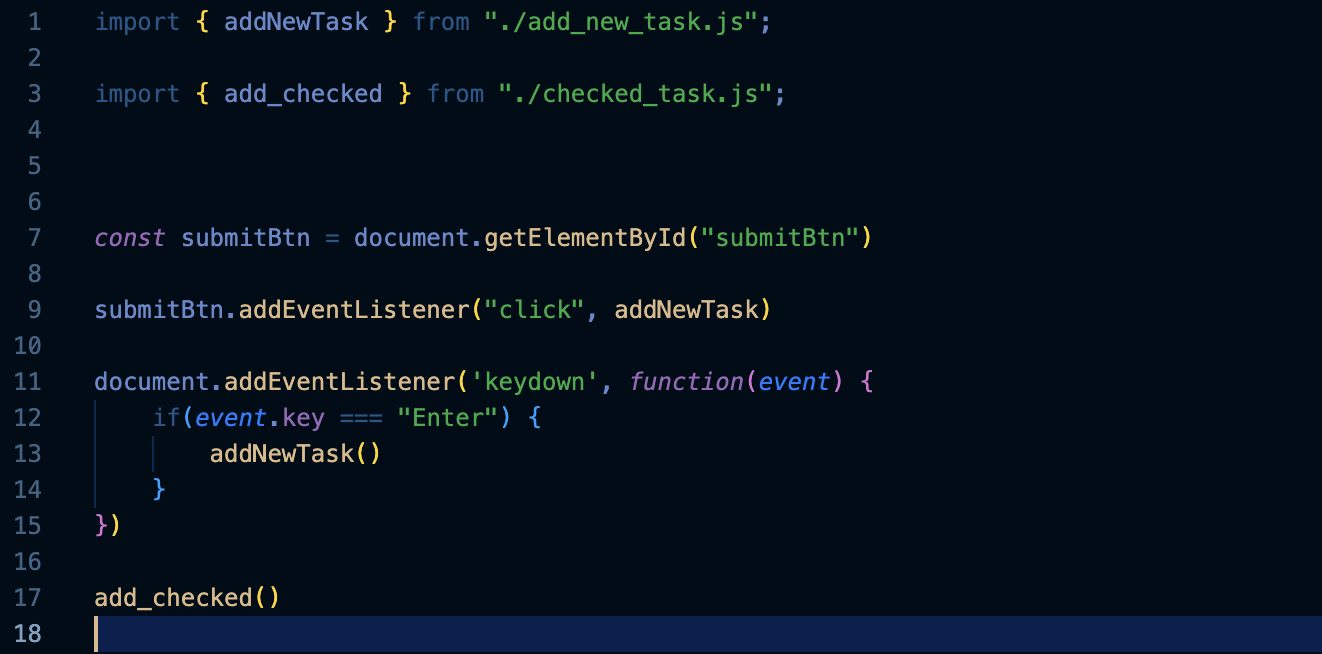 1 import { addNewTask } from "./add_new_task.js";
2
3 import { add_checked } from "./checked_task.js";
4
5
6
7 const submitBtn = document.getElementById("submitBtn")
8
9 submitBtn.addEventListener("click", addNewTask)
10
11 document.addEventListener('keydown', function(event) {
12     if(event.key === "Enter") {
13         addNewTask()
14     }
15 })
16
17 add_checked()
18